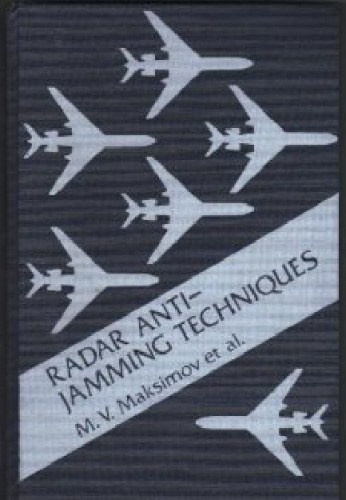 RADAR ANTI-
JAMMING TECHNIQUES
M. V. Maksimov et al.